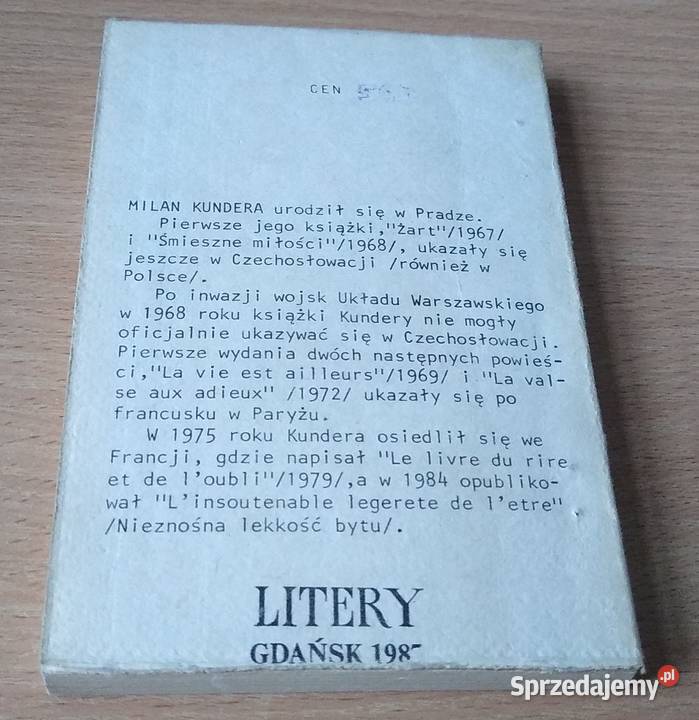 CEN
MILAN KUNDERA urodził się w Pradze.
Pierwsze jego książki,"Żart"/1967/
i "Śmieszne miłości"/1968/, ukazały się
jeszcze w Czechosłowacji /również w
Polsce/.
Po inwazji wojsk Układu Warszawskiego
w 1968 roku książki Kundery nie mogły
oficjalnie ukazywać się w Czechosłowacji.
Pierwsze wydania dwóch następnych powieś-
ci,"La vie est ailleurs"/1969/ i "La val-
se aux adieux" /1972/ ukazały się po
francusku w Paryżu.
W 1975 roku Kundera osiedlił się we
Francji, gdzie napisał "Le livre du rire
et de l'oubli"/1979/,a w 1984 opubliko-
wał "L'insoutenable legerete de l'etre"
/Nieznośna lekkość bytu/.
LITERY
GDAŃSK 198
Sprzedajemy.pl